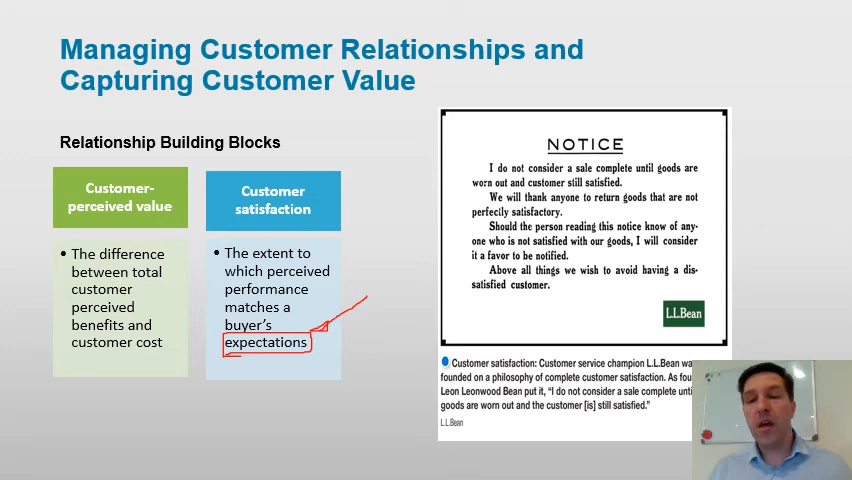 Managing Customer Relationships and
Capturing Customer Value
Relationship Building Blocks
Customer-
perceived value
• The difference
between total
customer
perceived
benefits and
customer cost
Customer
satisfaction
• The extent to
which perceived
performance
matches a
buyer's
expectations
NOTICE
I do not consider a sale complete until goods are
worn out and customer still satisfied.
We will thank anyone to return goods that are not
perfectly satisfactory.
Should the person reading this notice know of any-
one who is not satisfied with our goods, I will consider
it a favor to be notified.
Above all things we wish to avoid having a dis-
satisfied customer.
L.L.Bean
Customer satisfaction: Customer service champion L.L.Bean wa
founded on a philosophy of complete customer satisfaction. As fou
Leon Leonwood Bean put it, "I do not consider a sale complete unti
goods are worn out and the customer [is] still satisfied."
L.L.Bean